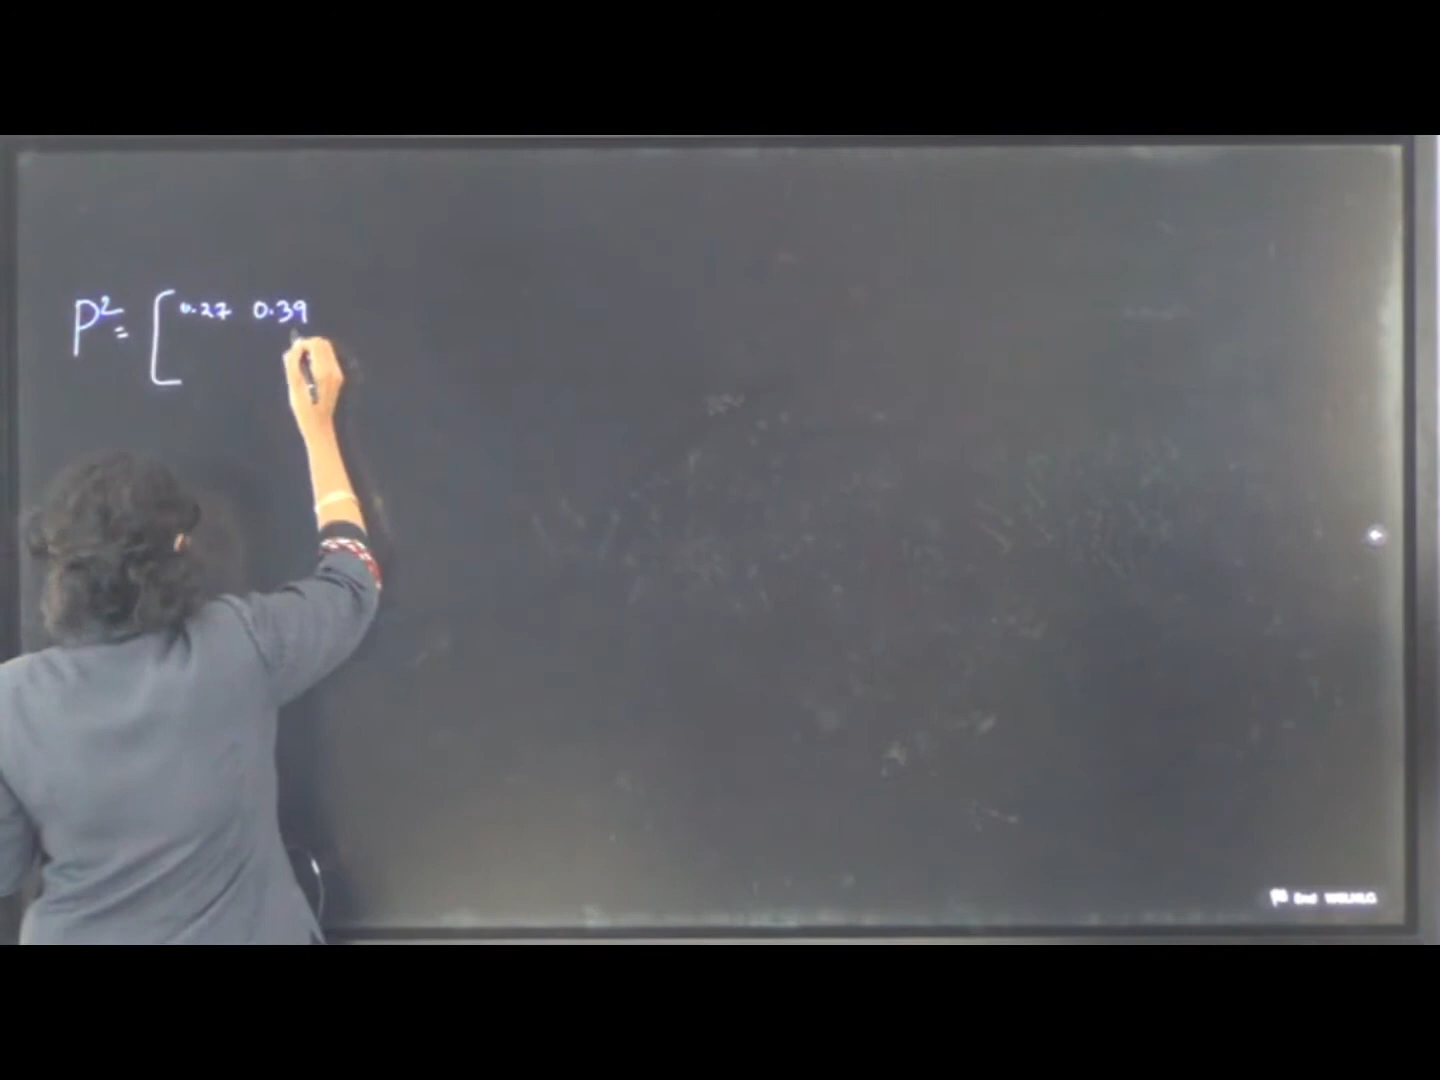 P² = [ 0.27 0.39